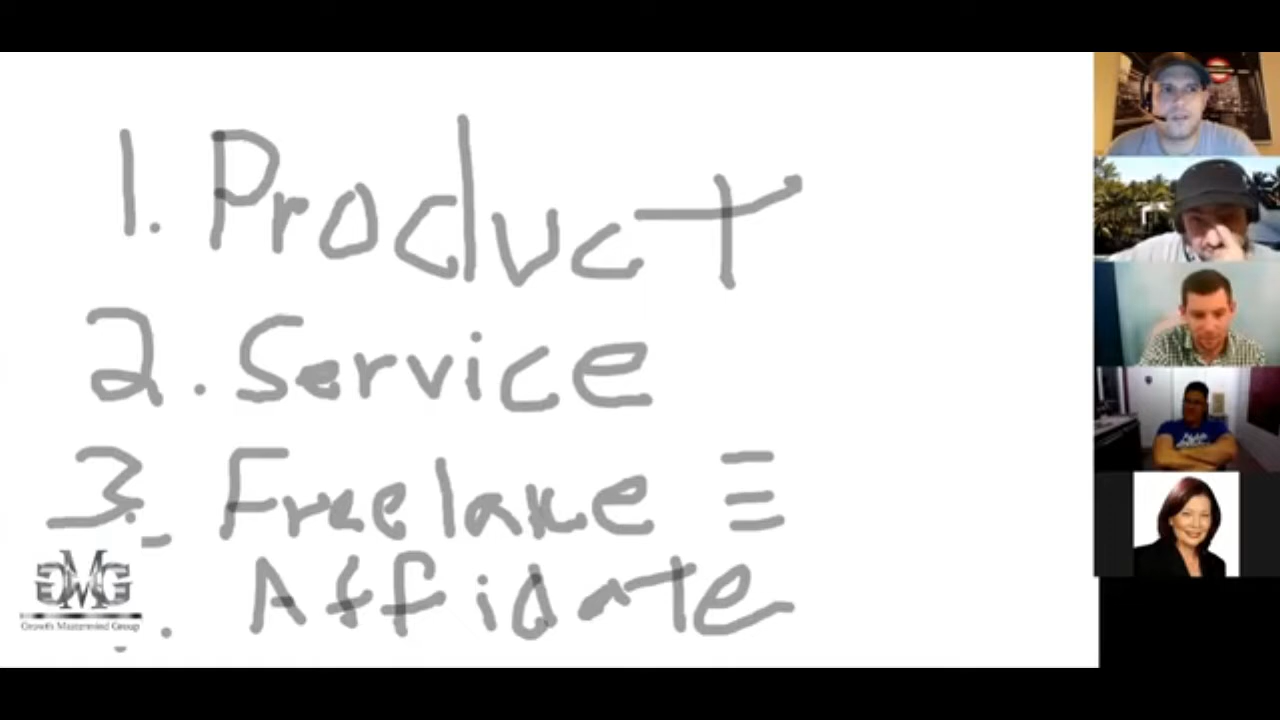 1. Product
2. Service
3. Freelance
Affiliate
GMG
Growth Mastermind Group